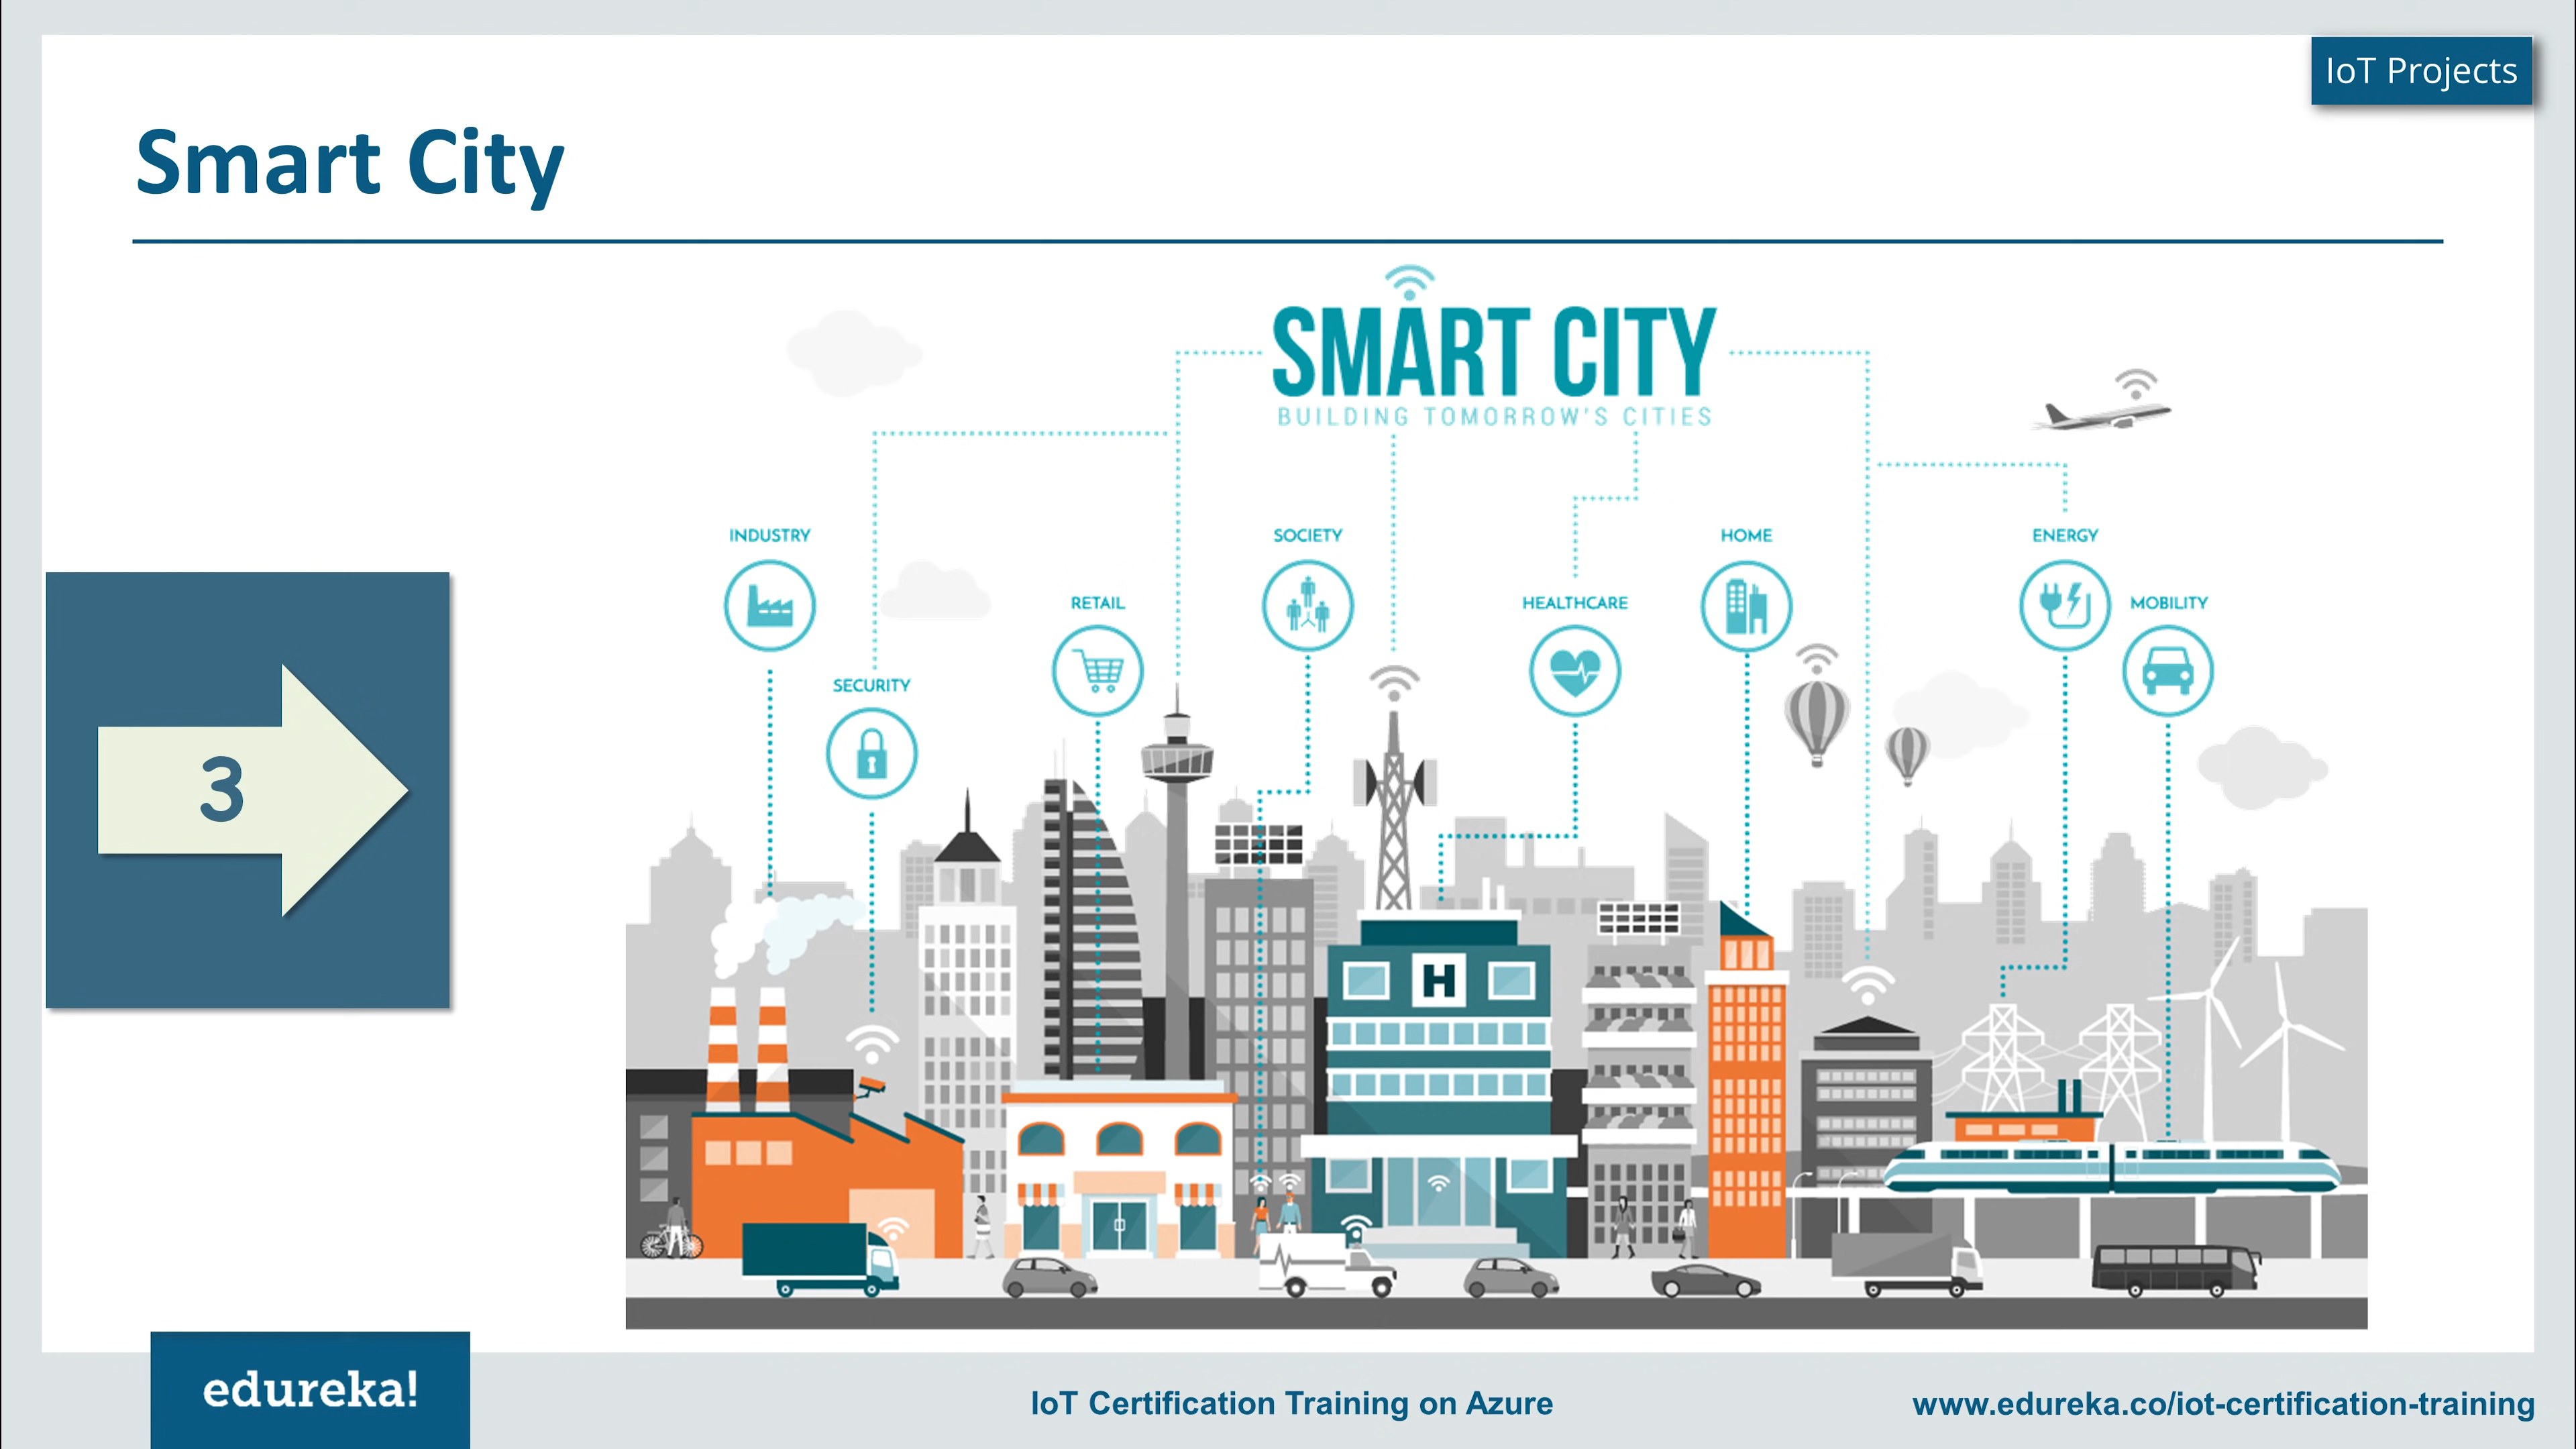 IoT Projects
Smart City
SMART CITY
BUILDING TOMORROW'S CITIES
INDUSTRY
SOCIETY
HOME
ENERGY
RETAIL
HEALTHCARE
MOBILITY
SECURITY
3
H
edureka!
IoT Certification Training on Azure
www.edureka.co/iot-certification-training